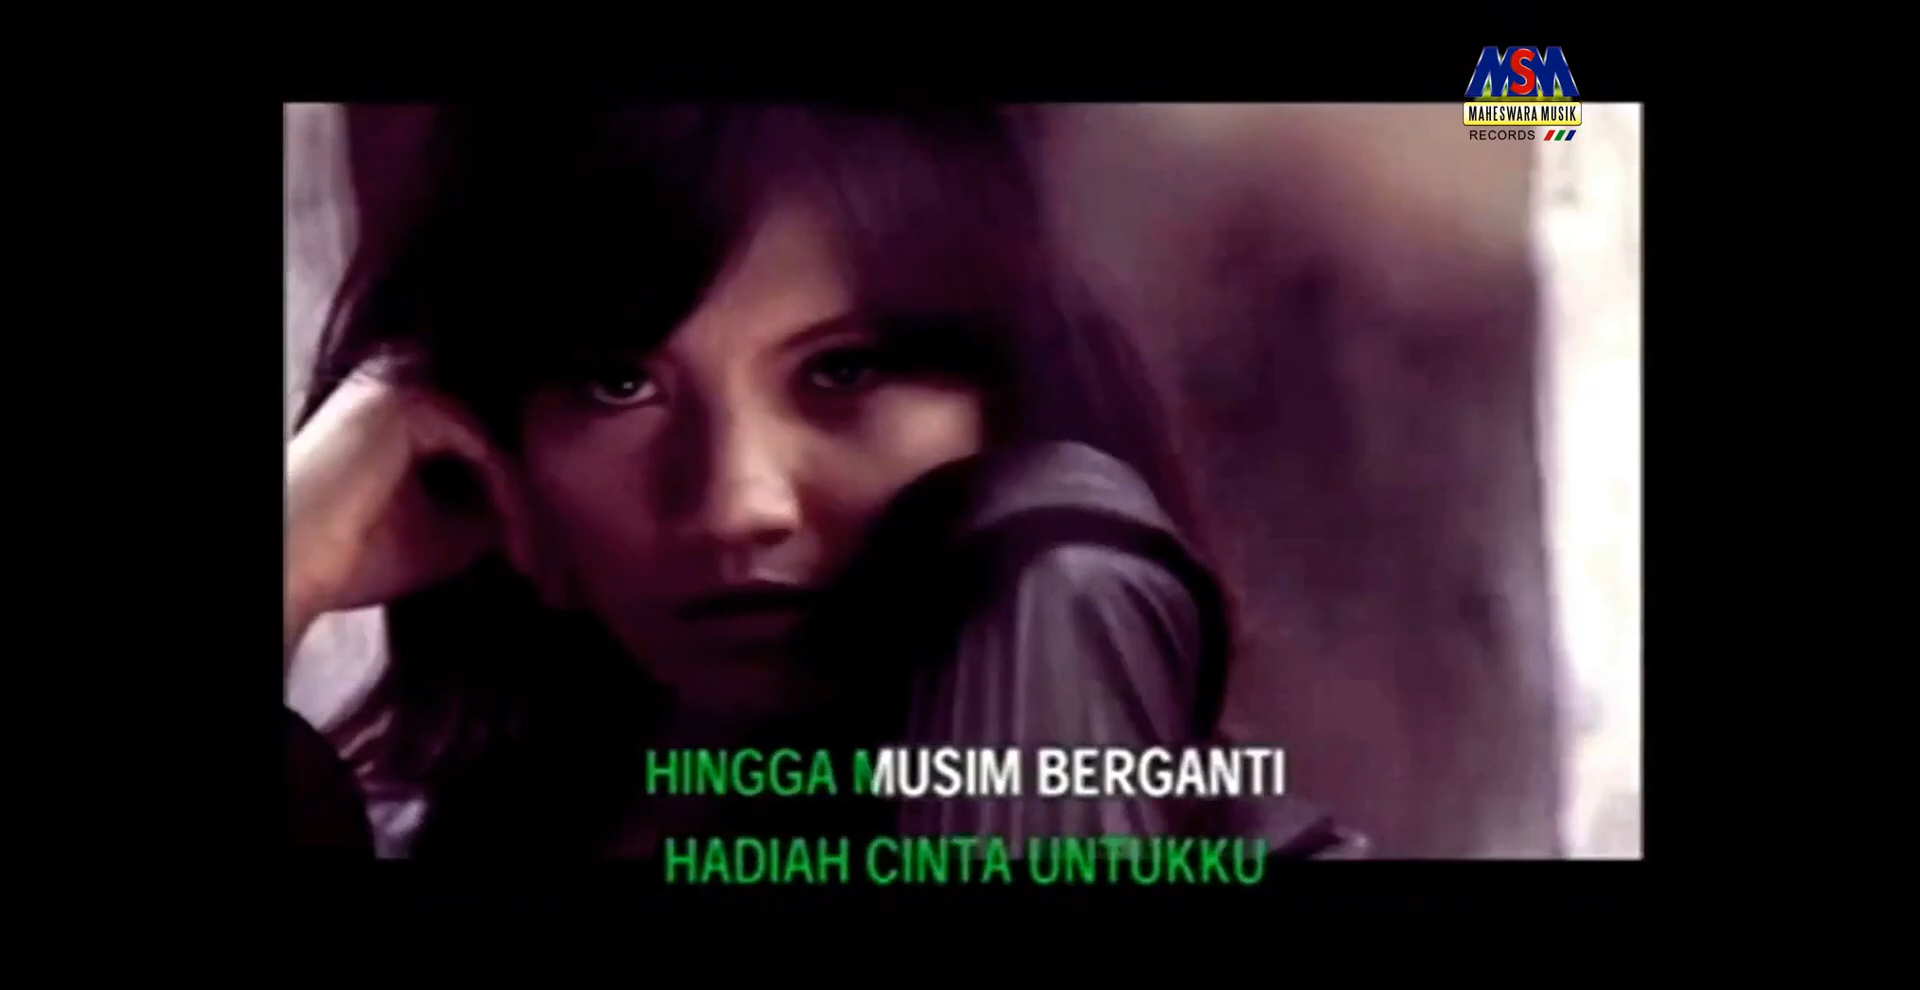 MSM
MAHESWARA MUSIK
RECORDS
HINGGA MUSIM BERGANTI
HADIAH CINTA UNTUKKU